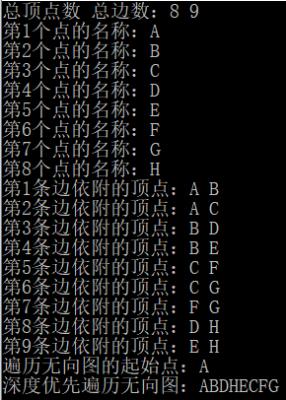 总顶点数 总边数：8 9
第1个点的名称：A
第2个点的名称：B
第3个点的名称：C
第4个点的名称：D
第5个点的名称：E
第6个点的名称：F
第7个点的名称：G
第8个点的名称：H
第1条边依附的顶点：A B
第2条边依附的顶点：A C
第3条边依附的顶点：B D
第4条边依附的顶点：B E
第5条边依附的顶点：C F
第6条边依附的顶点：C G
第7条边依附的顶点：F G
第8条边依附的顶点：D H
第9条边依附的顶点：E H
遍历无向图的起始点：A
深度优先遍历无向图：ABDHECFG